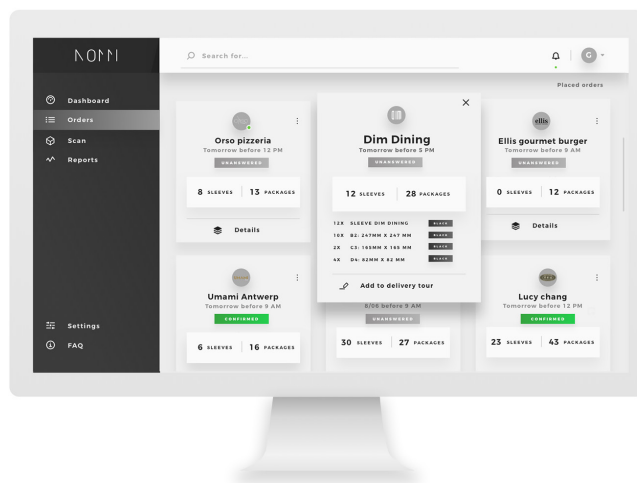 NOMM
Search for...
G
Placed orders
Dashboard
Orders
Scan
Reports
Settings
FAQ
Orso pizzeria
Tomorrow before 12 PM
UNANSWERED
8 SLEEVES 13 PACKAGES
Details
Dim Dining
Tomorrow before 5 PM
UNANSWERED
12 SLEEVES 28 PACKAGES
12X SLEEVE DIM DINING BLACK
10X B2: 247MM X 247 MM BLACK
2X C3: 165MM X 165 MM BLACK
4X D4: 82MM X 82 MM BLACK
Add to delivery tour
ellis
Ellis gourmet burger
Tomorrow before 9 AM
UNANSWERED
0 SLEEVES 12 PACKAGES
Details
Umami Antwerp
Tomorrow before 9 AM
CONFIRMED
6 SLEEVES 16 PACKAGES
8/06 before 9 AM
UNANSWERED
30 SLEEVES 27 PACKAGES
Lucy chang
Tomorrow before 12 PM
CONFIRMED
23 SLEEVES 43 PACKAGES